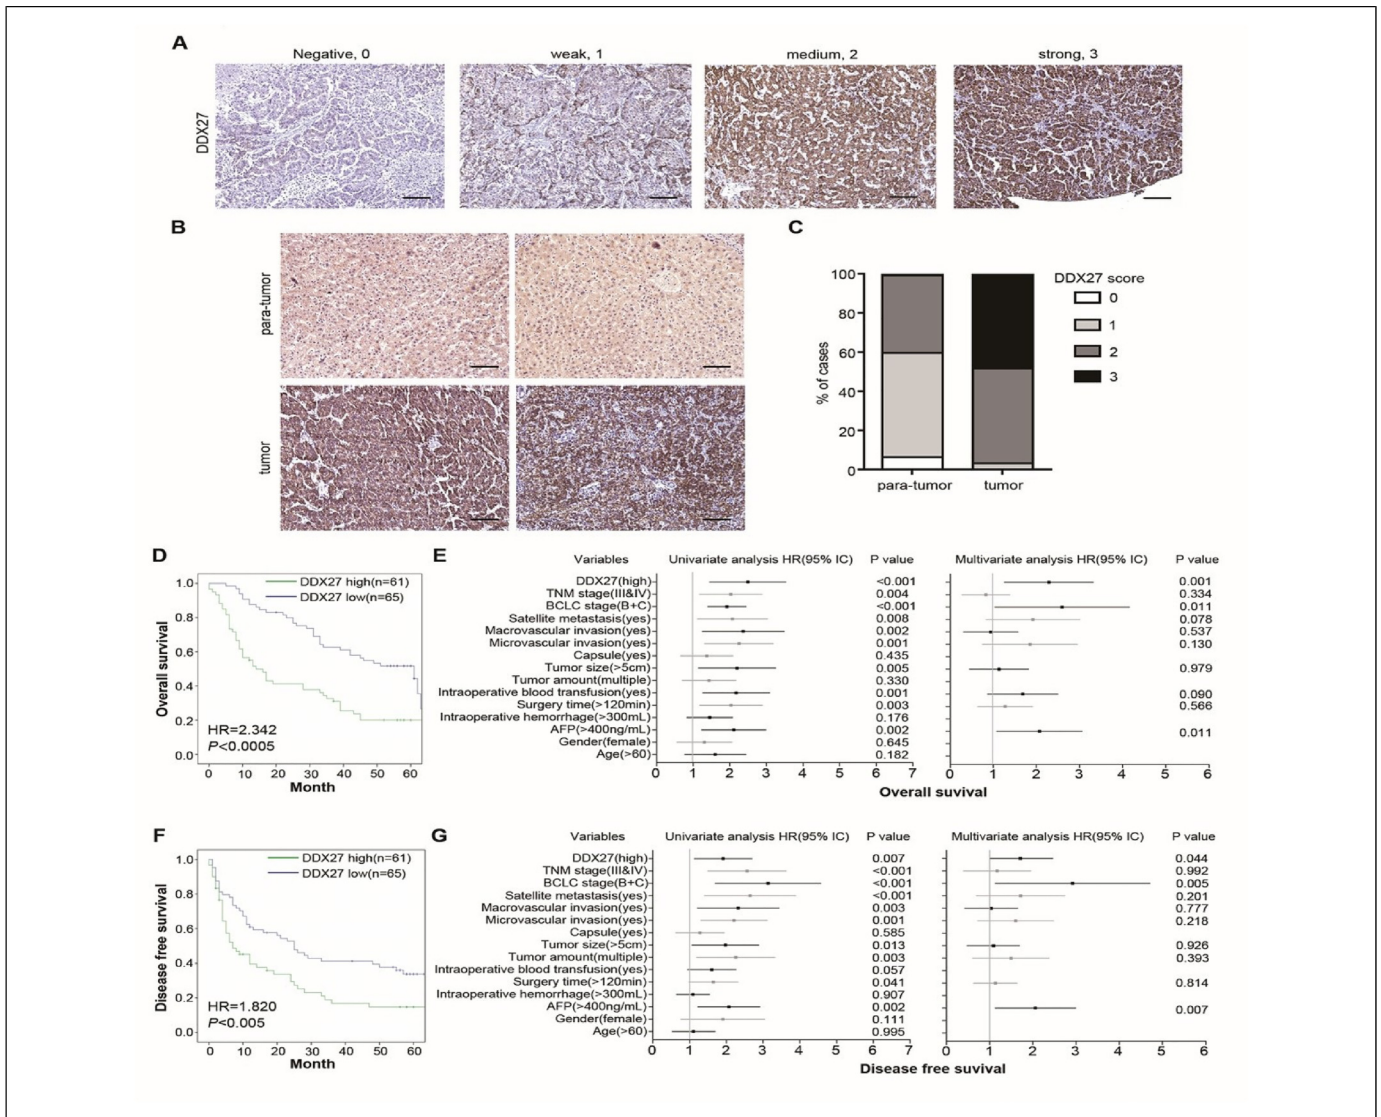 A
Negative, 0 weak, 1 medium, 2 strong, 3
DDX27
B
para-tumor
tumor
C
100
80
60
40
20
0
% of cases
para-tumor tumor
DDX27 score
0
1
2
3
D
DDX27 high(n=61)
DDX27 low(n=65)
1.0
0.8
0.6
0.4
0.2
0.0
Overall survival
HR=2.342
P<0.0005
0 10 20 30 40 50 60
Month
E
Variables Univariate analysis HR(95% IC) P value Multivariate analysis HR(95% IC) P value
DDX27(high) <0.001 0.001
TNM stage(III&IV) 0.004 0.334
BCLC stage(B+C) <0.001 0.011
Satellite metastasis(yes) 0.008 0.078
Macrovascular invasion(yes) 0.002 0.537
Microvascular invasion(yes) 0.001 0.130
Capsule(yes) 0.435
Tumor size(>5cm) 0.005 0.979
Tumor amount(multiple) 0.330
Intraoperative blood transfusion(yes) 0.001 0.090
Surgery time(>120min) 0.003 0.566
Intraoperative hemorrhage(>300mL) 0.176
AFP(>400ng/mL) 0.002 0.011
Gender(female) 0.645
Age(>60) 0.182
0 1 2 3 4 5 6 7 0 1 2 3 4 5 6
Overall suvival
F
DDX27 high(n=61)
DDX27 low(n=65)
1.0
0.8
0.6
0.4
0.2
0.0
Disease free survival
HR=1.820
P<0.005
0 10 20 30 40 50 60
Month
G
Variables Univariate analysis HR(95% IC) P value Multivariate analysis HR(95% IC) P value
DDX27(high) 0.007 0.044
TNM stage(III&IV) <0.001 0.992
BCLC stage(B+C) <0.001 0.005
Satellite metastasis(yes) <0.001 0.201
Macrovascular invasion(yes) 0.003 0.777
Microvascular invasion(yes) 0.001 0.218
Capsule(yes) 0.585
Tumor size(>5cm) 0.013 0.926
Tumor amount(multiple) 0.003 0.393
Intraoperative blood transfusion(yes) 0.057
Surgery time(>120min) 0.041 0.814
Intraoperative hemorrhage(>300mL) 0.907
AFP(>400ng/mL) 0.002 0.007
Gender(female) 0.111
Age(>60) 0.995
0 1 2 3 4 5 6 7 0 1 2 3 4 5 6
Disease free suvival